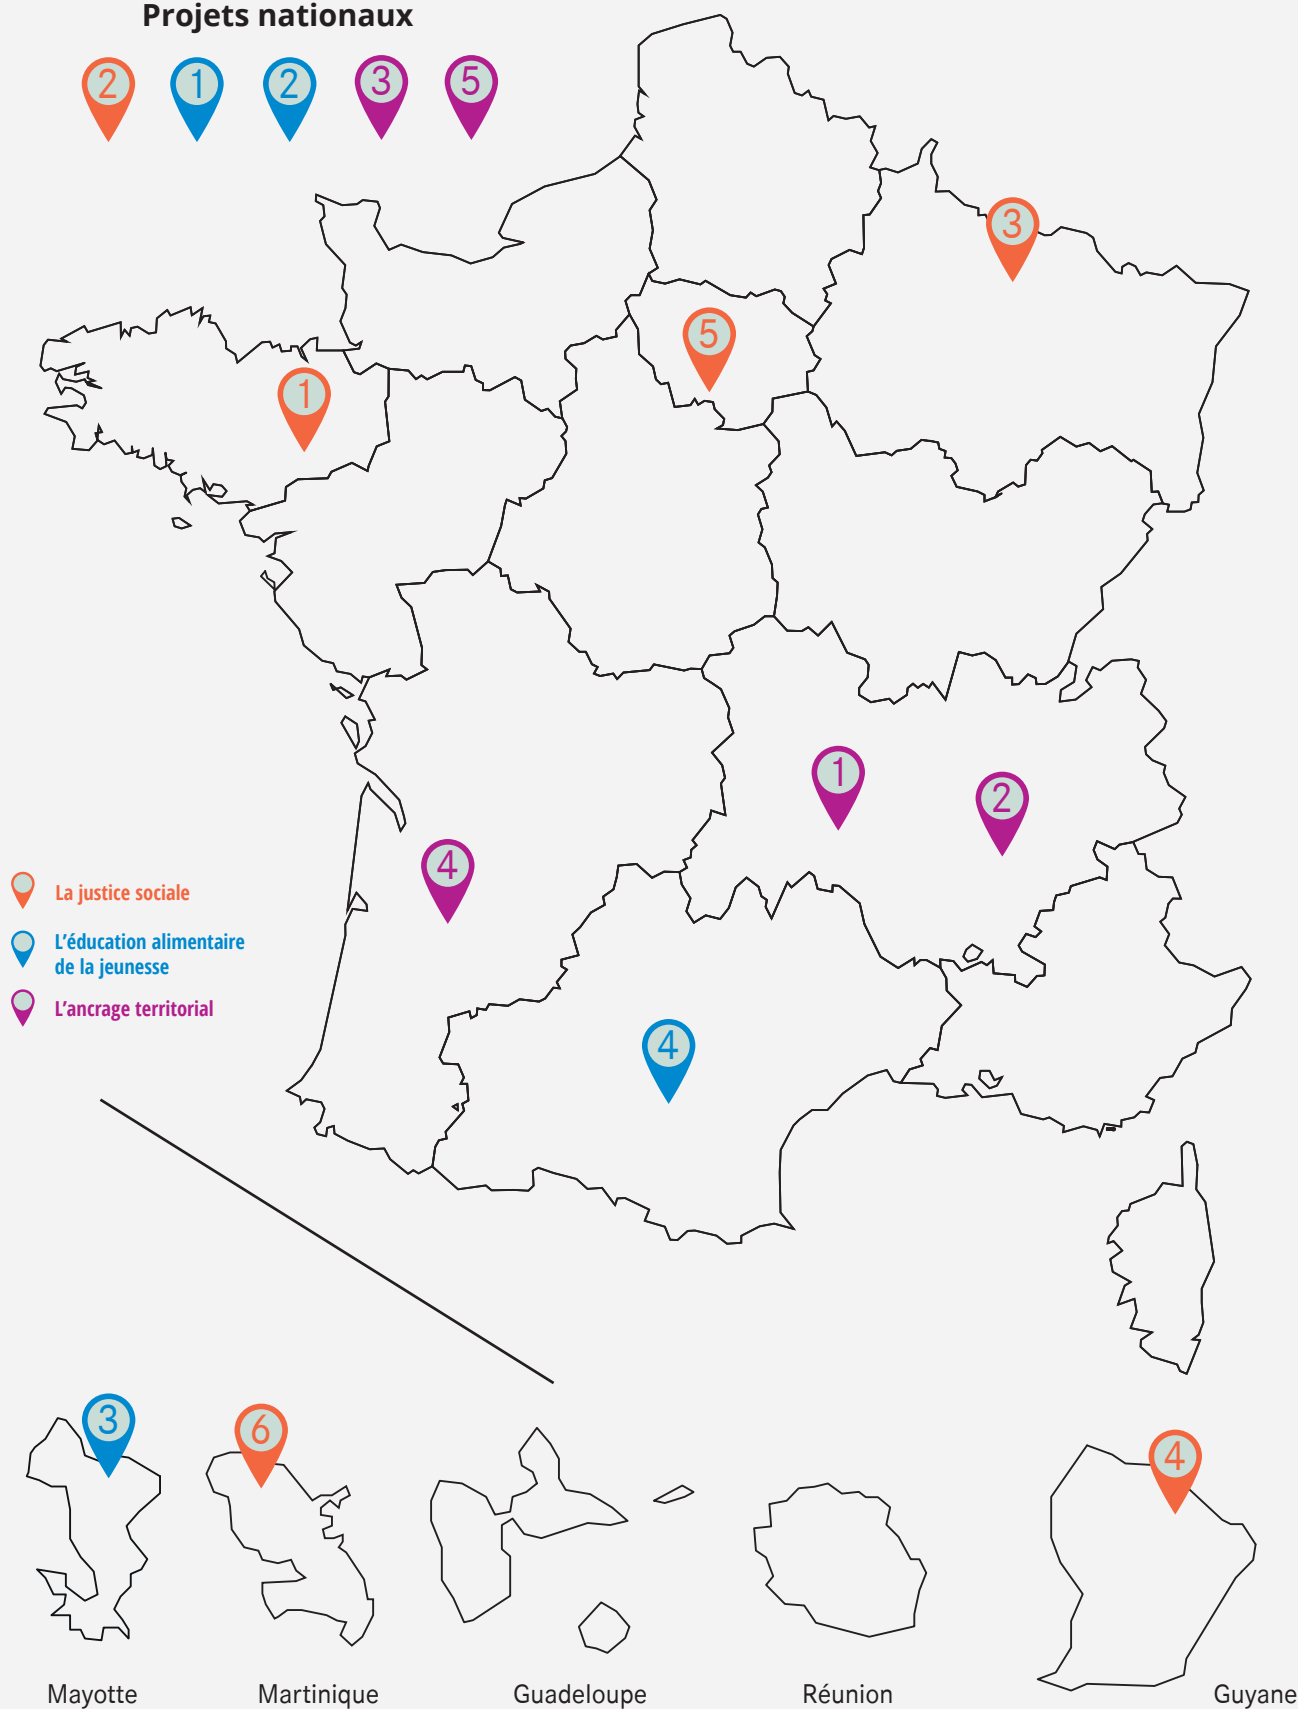 Projets nationaux
2 1 2 3 5
3
5
1
1
2
4
La justice sociale
L'éducation alimentaire
de la jeunesse
L'ancrage territorial
4
3
6
4
Mayotte
Martinique
Guadeloupe
Réunion
Guyane